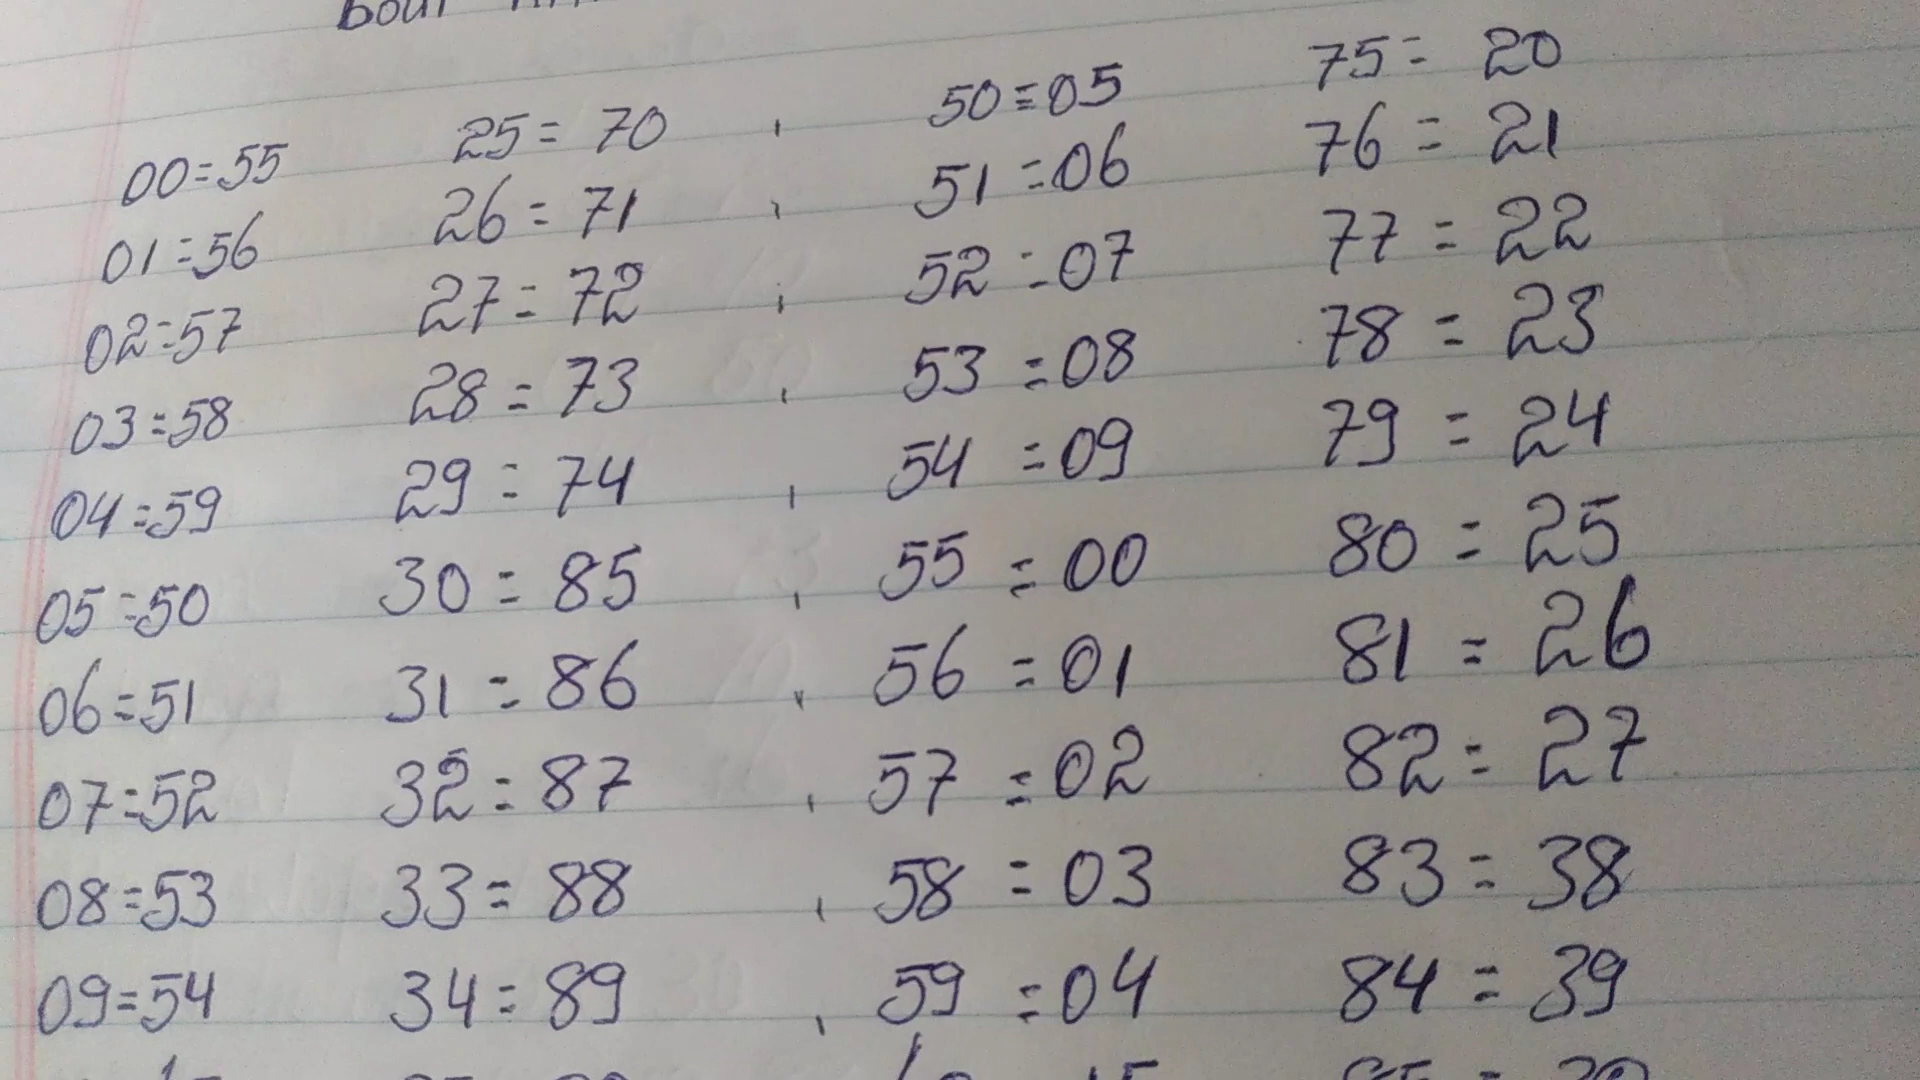 00=55 25=70 50=05 75=20
01=56 26=71 51=06 76=21
02=57 27=72 52=07 77=22
03=58 28=73 53=08 78=23
04=59 29=74 54=09 79=24
05=50 30=85 55=00 80=25
06=51 31=86 56=01 81=26
07=52 32=87 57=02 82=27
08=53 33=88 58=03 83=38
09=54 34=89 59=04 84=39